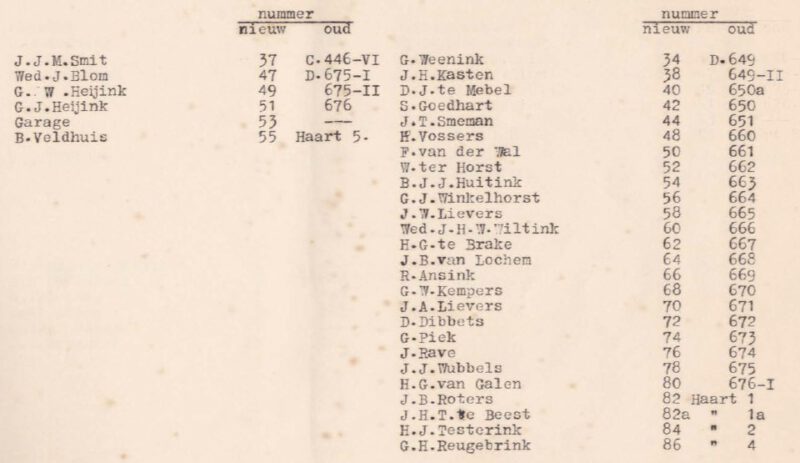 nummer
nieuw oud
J.J.M.Smit 37 C.446-VI
Wed.J.Blom 47 D.675-I
G. W.Heijink 49 675-II
G.J.Heijink 51 676
Garage 53 ---
B.Veldhuis 55 Haart 5.
nummer
nieuw oud
G.Weenink 34 D.649
J.H.Kasten 38 649-II
D.J.te Mebel 40 650a
S.Goedhart 42 650
J.T.Smeman 44 651
H.Vossers 48 660
F.van der Wal 50 661
W.ter Horst 52 662
B.J.J.Huitink 54 663
G.J.Winkelhorst 56 664
J.W.Lievers 58 665
Wed.J.H.W.Wiltink 60 666
H.G.te Brake 62 667
J.B.van Lochem 64 668
R.Ansink 66 669
G.W.Kempers 68 670
J.A.Lievers 70 671
D.Dibbets 72 672
G.Piek 74 673
J.Rave 76 674
J.J.Wubbels 78 675
H.G.van Galen 80 676-I
J.B.Roters 82 Haart 1
J.H.T.te Beest 82a " 1a
H.J.Testerink 84 " 2
G.H.Reugebrink 86 " 4